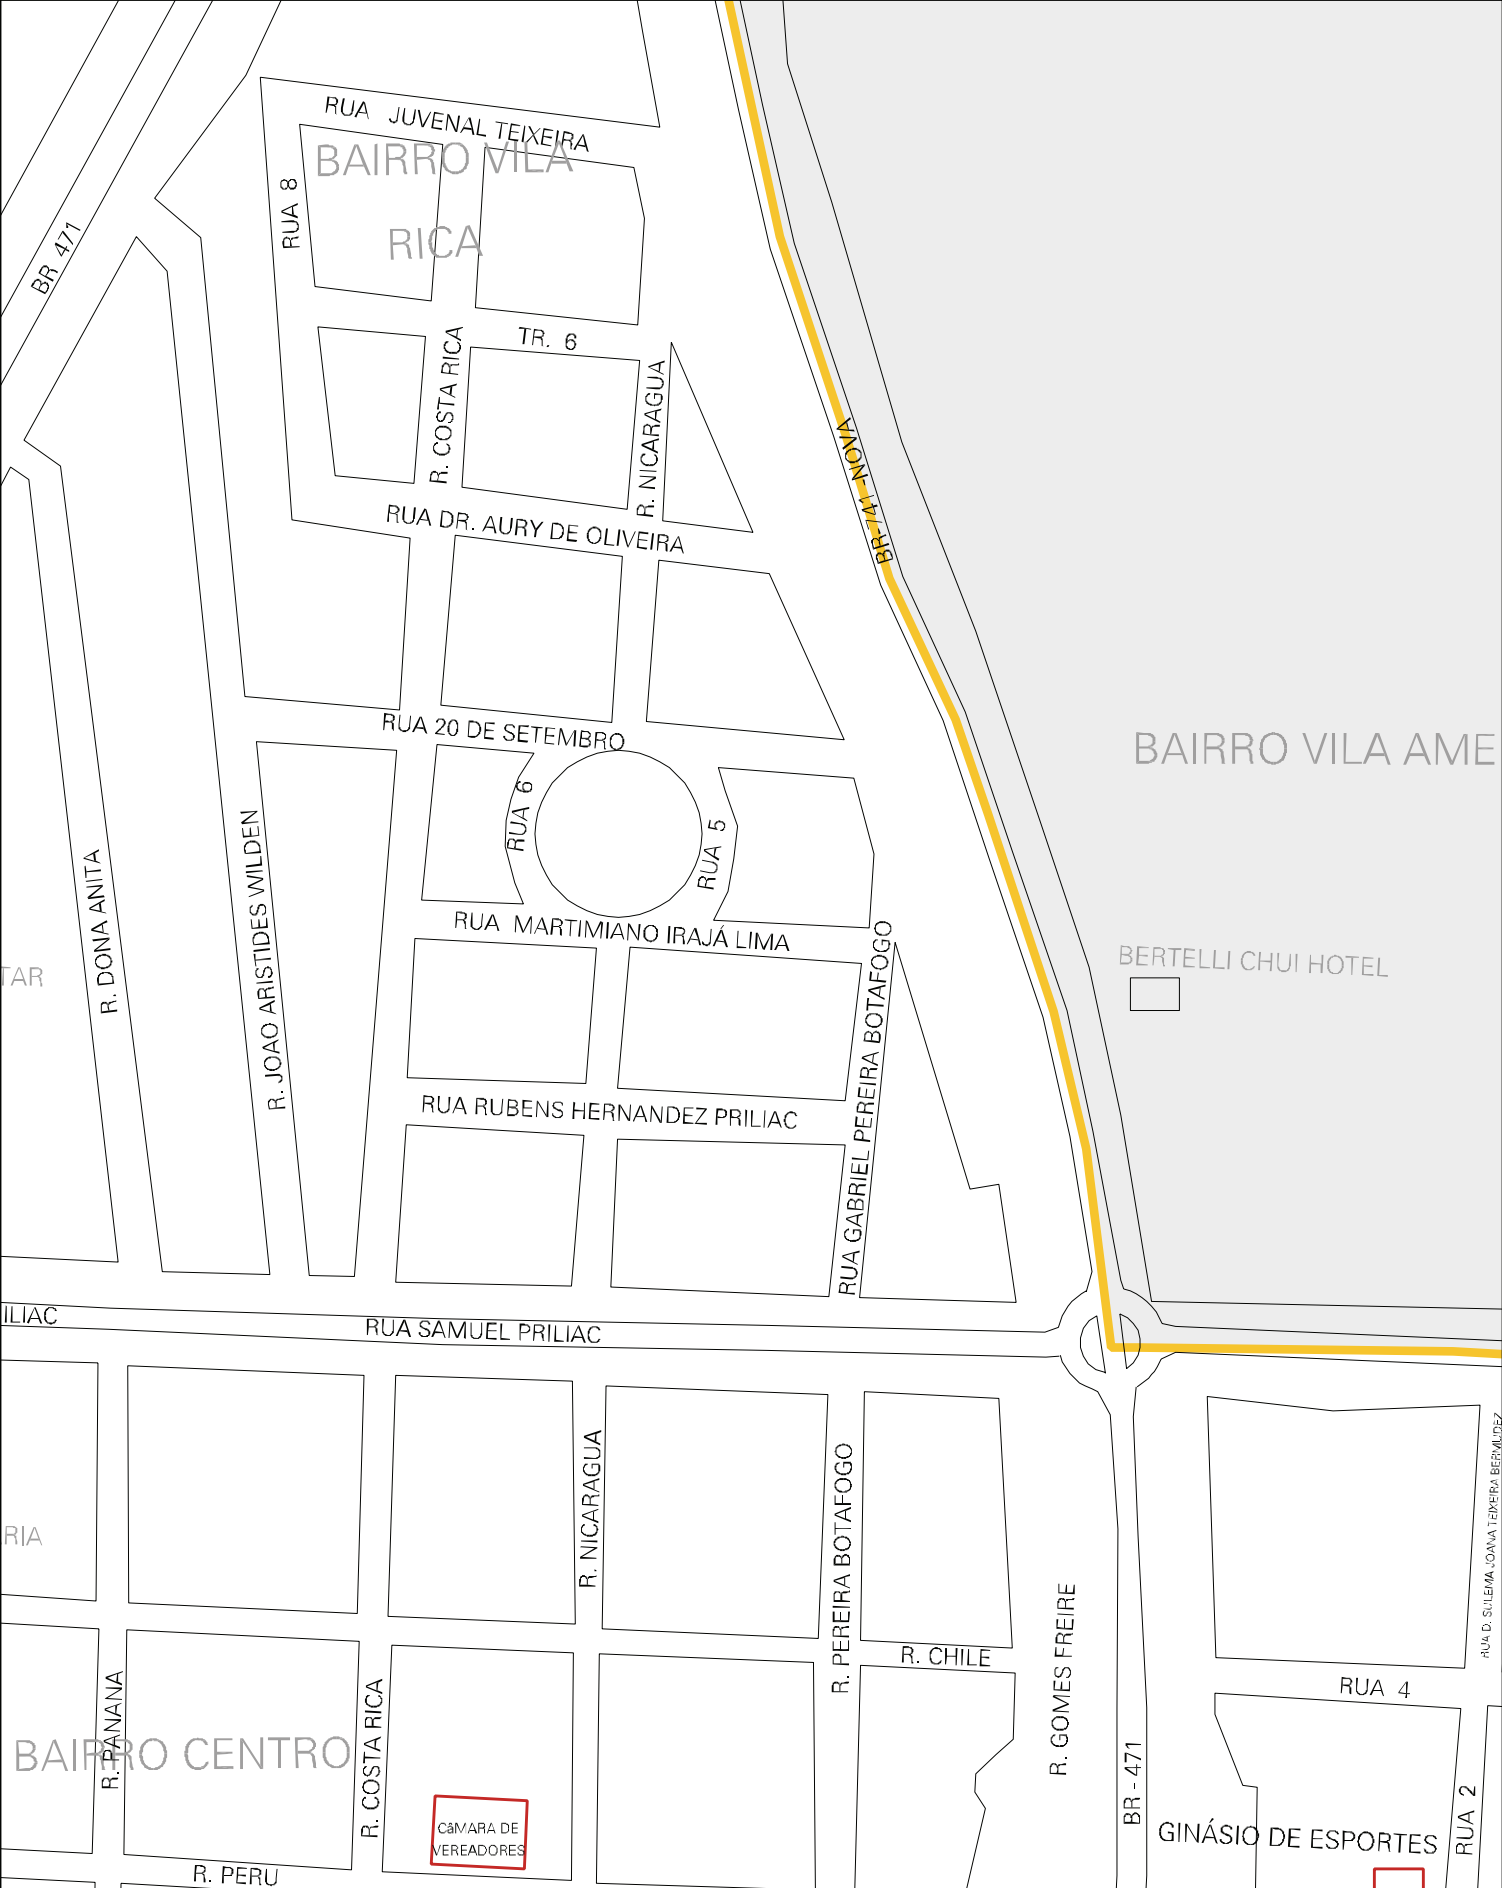 RUA JUVENAL TEIXEIRA
BAIRRO VILA
RICA
RUA 8
BR 471
TR. 6
R. COSTA RICA
R. NICARAGUA
BR-741-NOVA
RUA DR. AURY DE OLIVEIRA
RUA 20 DE SETEMBRO
BAIRRO VILA AME
RUA 6
RUA 5
R. DONA ANITA
R. JOAO ARISTIDES WILDEN
RUA MARTIMIANO IRAJÁ LIMA
BERTELLI CHUI HOTEL
TAR
RUA GABRIEL PEREIRA BOTAFOGO
RUA RUBENS HERNANDEZ PRILIAC
ILIAC
RUA SAMUEL PRILIAC
R. NICARAGUA
R. PEREIRA BOTAFOGO
RUA D. SULEMA JOANA TEIXEIRA BERMUDEZ
RIA
R. CHILE
R. GOMES FREIRE
RUA 4
R. PANANA
BAIRRO CENTRO
R. COSTA RICA
BR - 471
RUA 2
CâMARA DE
VEREADORES
GINÁSIO DE ESPORTES
R. PERU